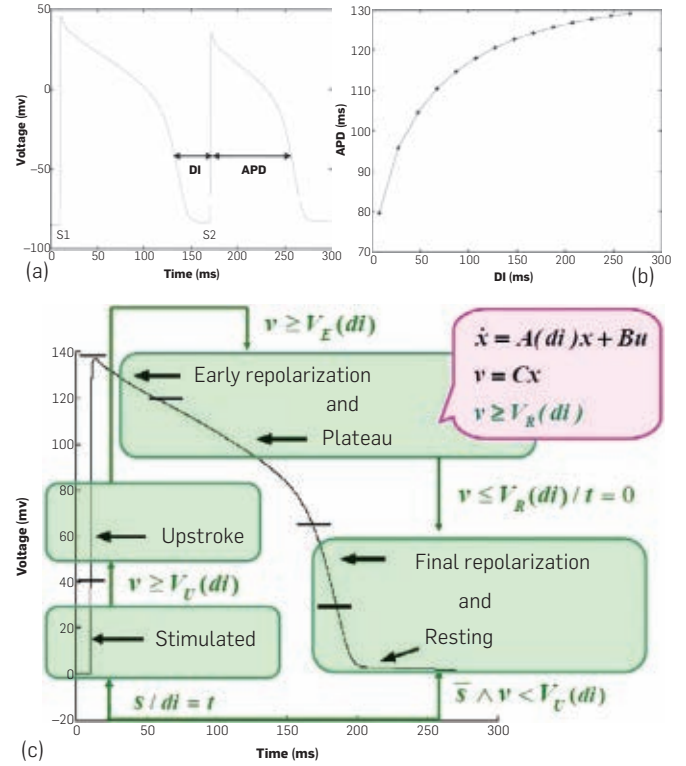 50
0
−50
−100
Voltage (mv)
DI
APD
S1
S2
0
50
100
150
200
250
300
Time (ms)
(a)
130
120
110
100
90
80
70
APD (ms)
0
50
100
150
200
250
300
DI (ms)
(b)
v ≥ V_E(di)
ẋ = A(di)x + Bu
v = Cx
v ≥ V_R(di)
140
120
100
80
60
40
20
0
−20
Voltage (mv)
Early repolarization
and
Plateau
v ≤ V_R(di) / t = 0
Upstroke
v ≥ V_U(di)
Stimulated
Final repolarization
and
Resting
s / di = t
s̅ ∧ v < V_U(di)
0
50
100
150
200
250
300
Time (ms)
(c)